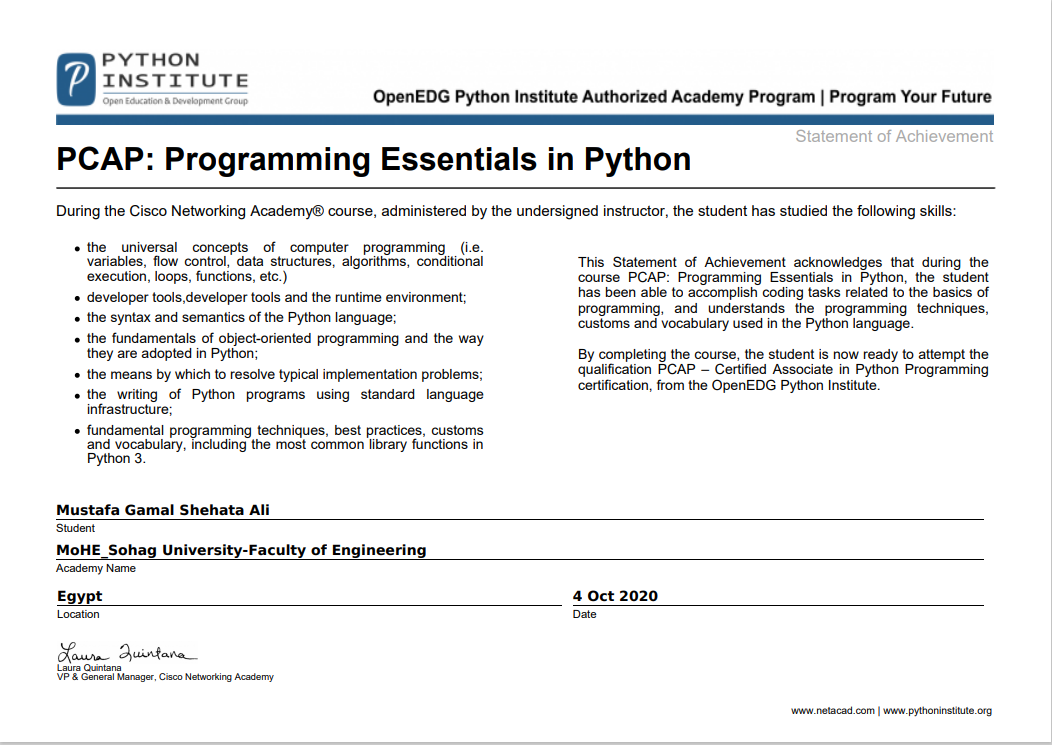 PYTHON
INSTITUTE
Open Education & Development Group
OpenEDG Python Institute Authorized Academy Program | Program Your Future
Statement of Achievement
PCAP: Programming Essentials in Python
During the Cisco Networking Academy® course, administered by the undersigned instructor, the student has studied the following skills:
• the universal concepts of computer programming (i.e.
variables, flow control, data structures, algorithms, conditional
execution, loops, functions, etc.)
• developer tools,developer tools and the runtime environment;
• the syntax and semantics of the Python language;
• the fundamentals of object-oriented programming and the way
they are adopted in Python;
• the means by which to resolve typical implementation problems;
• the writing of Python programs using standard language
infrastructure;
• fundamental programming techniques, best practices, customs
and vocabulary, including the most common library functions in
Python 3.
This Statement of Achievement acknowledges that during the
course PCAP: Programming Essentials in Python, the student
has been able to accomplish coding tasks related to the basics of
programming, and understands the programming techniques,
customs and vocabulary used in the Python language.
By completing the course, the student is now ready to attempt the
qualification PCAP – Certified Associate in Python Programming
certification, from the OpenEDG Python Institute.
Mustafa Gamal Shehata Ali
Student
MoHE_Sohag University-Faculty of Engineering
Academy Name
Egypt
Location
4 Oct 2020
Date
Laura Quintana
Laura Quintana
VP & General Manager, Cisco Networking Academy
www.netacad.com | www.pythoninstitute.org